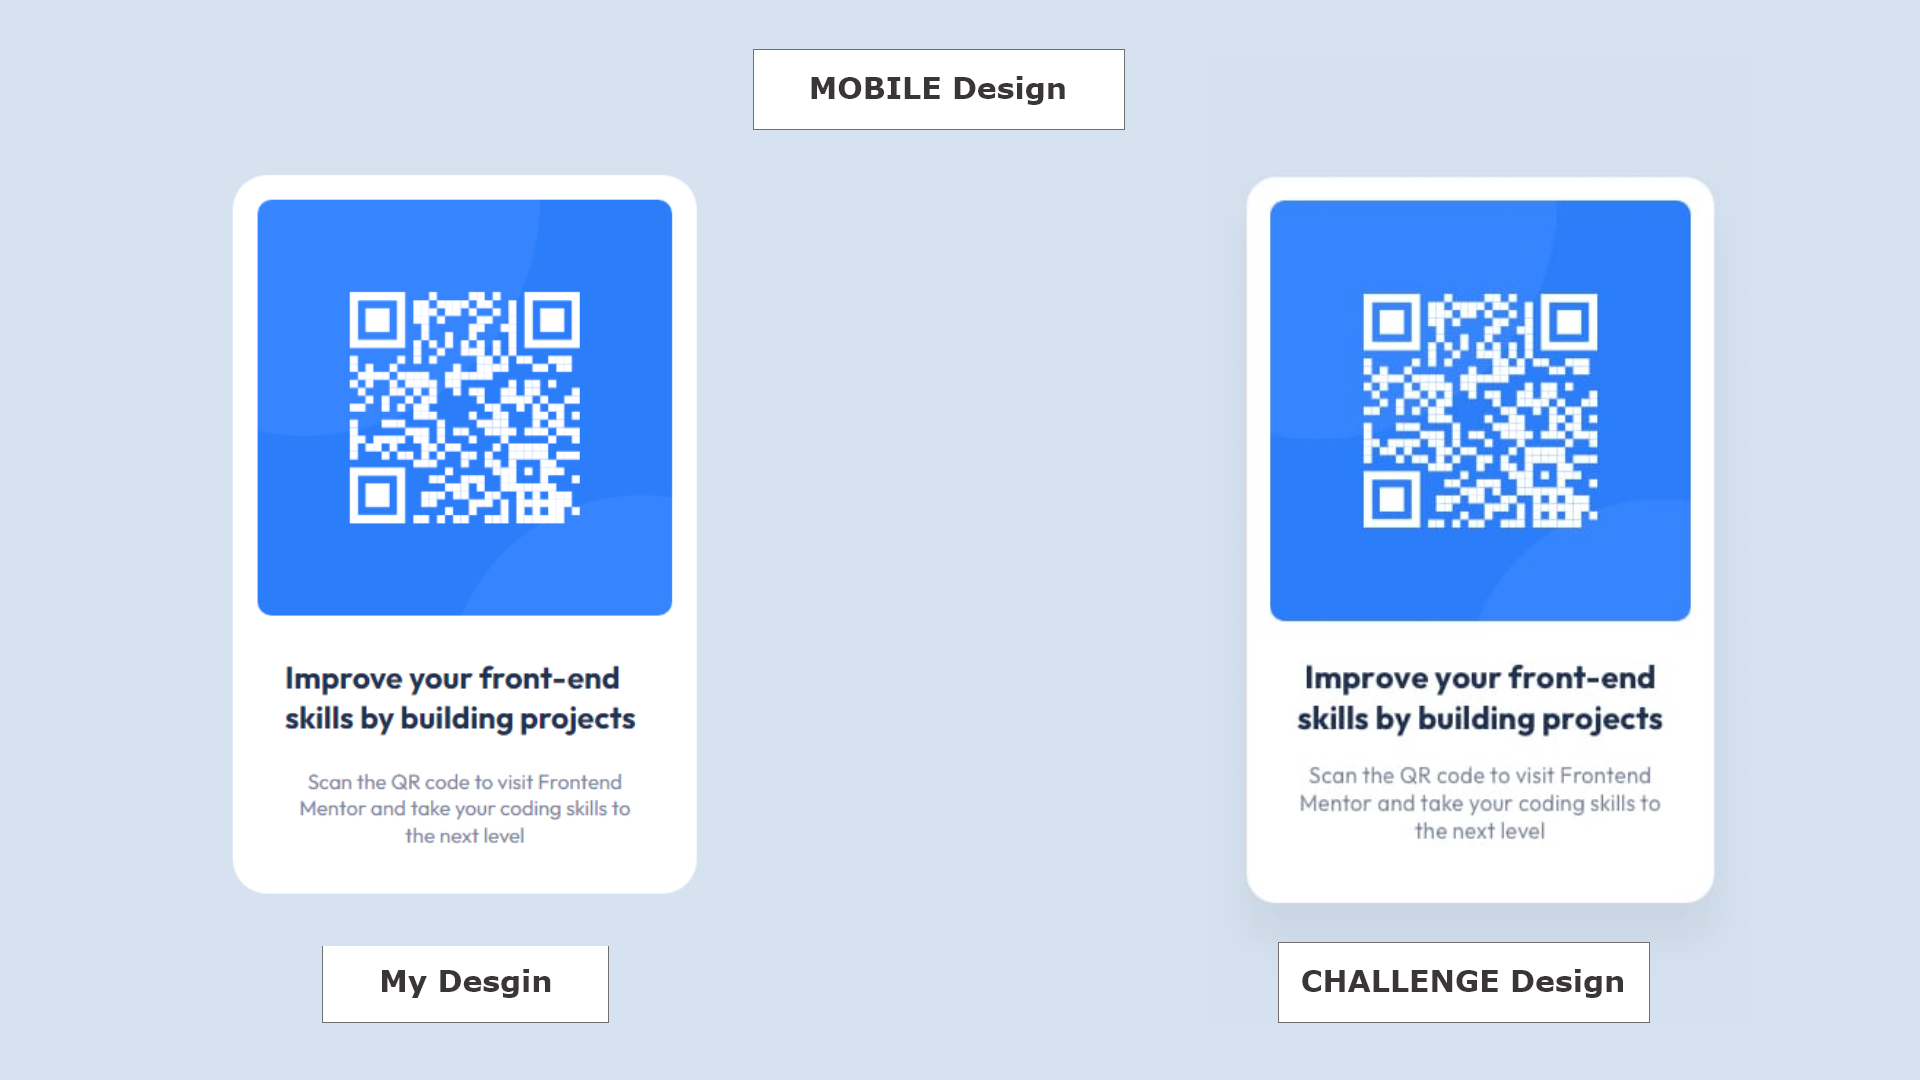 MOBILE Design
Improve your front-end
skills by building projects
Scan the QR code to visit Frontend
Mentor and take your coding skills to
the next level
My Desgin
Improve your front-end
skills by building projects
Scan the QR code to visit Frontend
Mentor and take your coding skills to
the next level
CHALLENGE Design